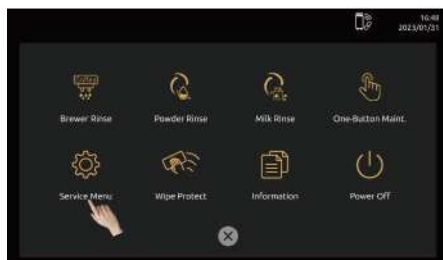 16:48
2023/01/31
Brewer Rinse
Powder Rinse
Milk Rinse
One-Button Maint.
Service Menu
Wipe Protect
Information
Power Off